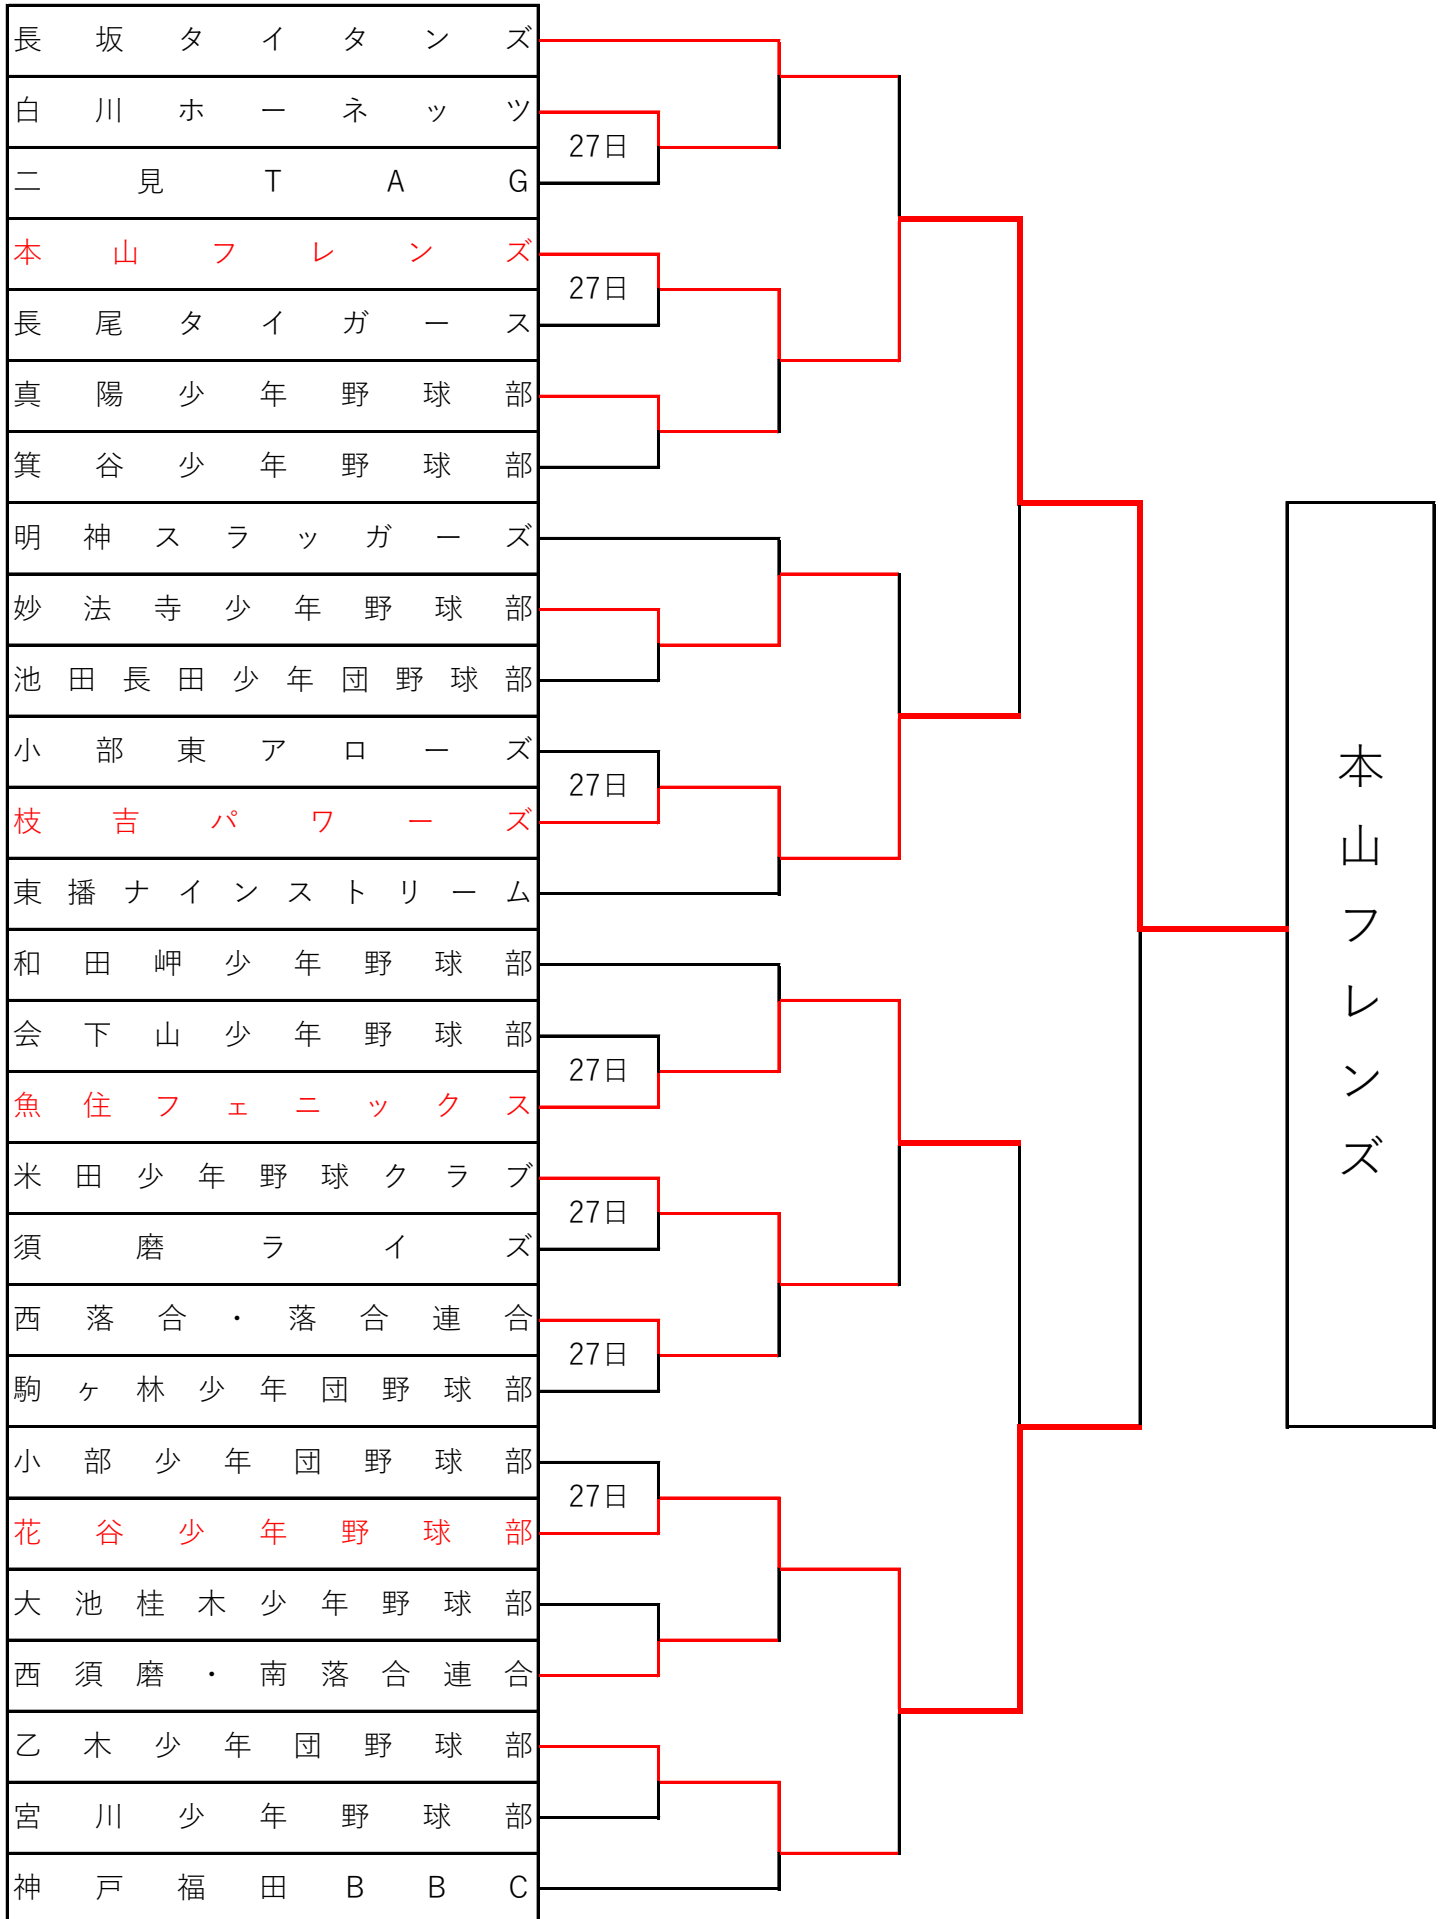 長坂タイタンズ
白川ホーネッツ
27日
二見TAG
本山フレンズ
27日
長尾タイガース
真陽少年野球部
箕谷少年野球部
明神スラッガーズ
妙法寺少年野球部
池田長田少年団野球部
小部東アローズ
27日
枝吉パワーズ
東播ナインストリーム
和田岬少年野球部
会下山少年野球部
27日
魚住フェニックス
米田少年野球クラブ
27日
須磨ライズ
西落合・落合連合
27日
駒ヶ林少年団野球部
小部少年団野球部
27日
花谷少年野球部
大池桂木少年野球部
西須磨・南落合連合
乙木少年団野球部
宮川少年野球部
神戸福田BBC
本山フレンズ